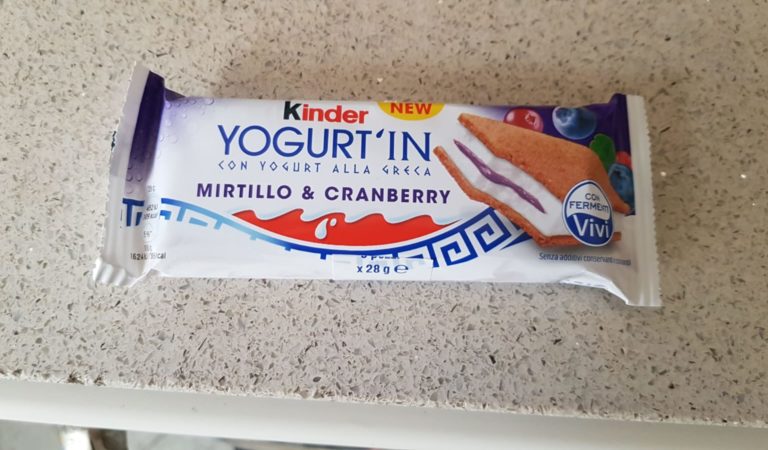 Kinder
NEW
YOGURT'IN
CON YOGURT ALLA GRECA
MIRTILLO & CRANBERRY
CON
FERMENTI
Vivi
x 28 g e
Senza additivi conservanti